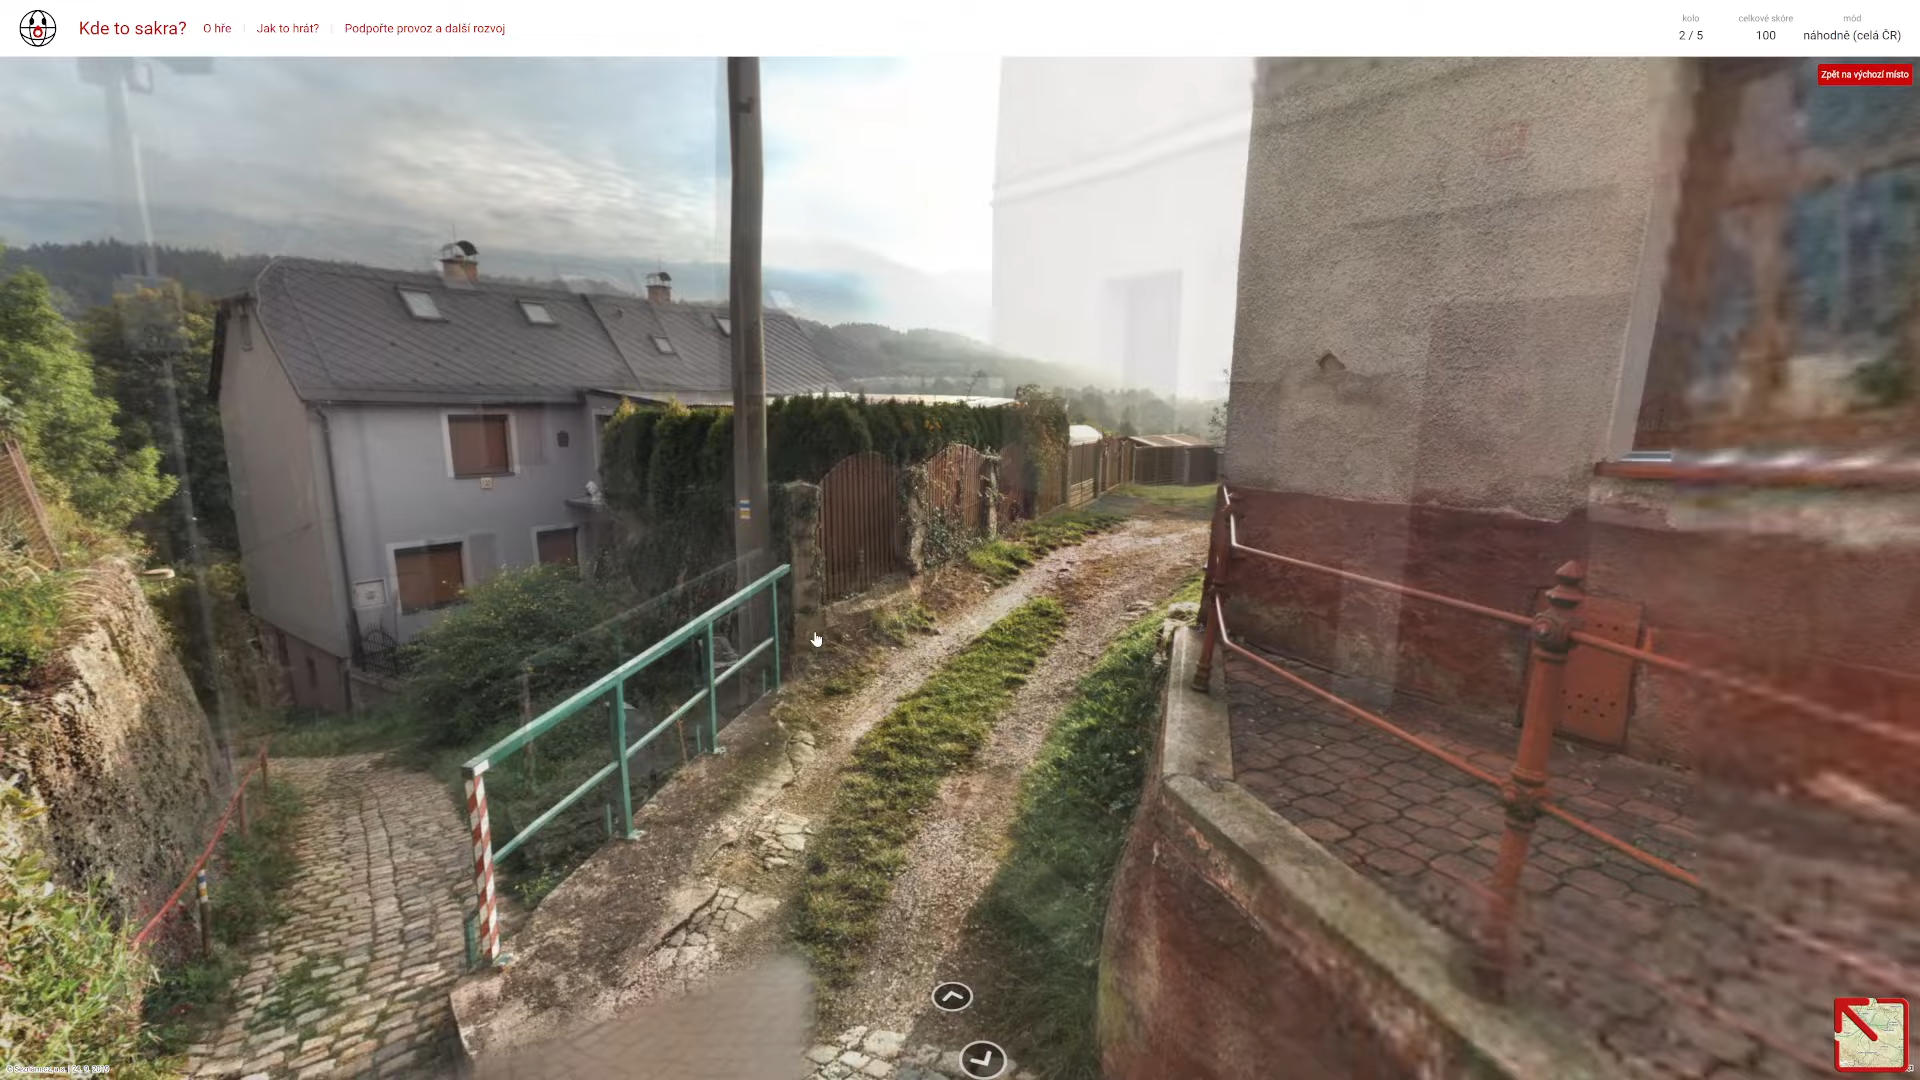 Kde to sakra?
O hře
Jak to hrát?
Podpořte provoz a další rozvoj
kolo
2 / 5
celkové skóre
100
mód
náhodně (celá ČR)
Zpět na výchozí místo